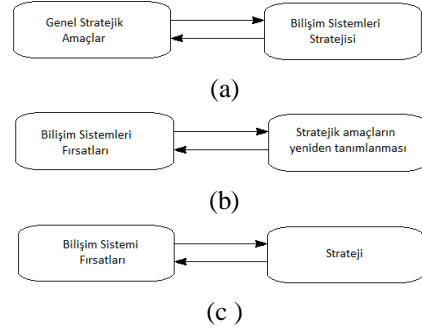 Genel Stratejik
Amaçlar
Bilişim Sistemleri
Stratejisi
(a)
Bilişim Sistemleri
Fırsatları
Stratejik amaçların
yeniden tanımlanması
(b)
Bilişim Sistemi
Fırsatları
Strateji
(c )